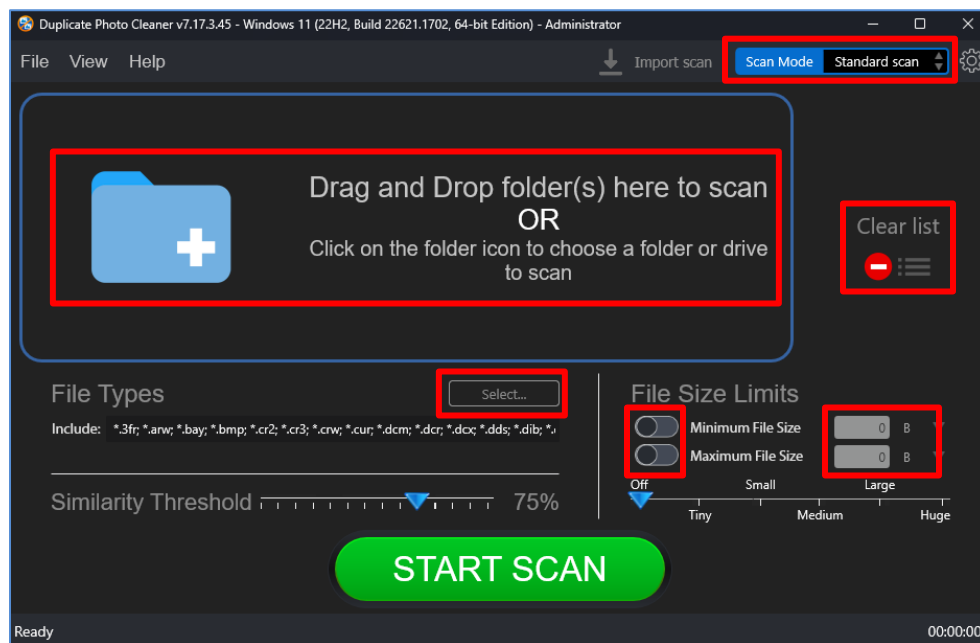 Duplicate Photo Cleaner v7.17.3.45 - Windows 11 (22H2, Build 22621.1702, 64-bit Edition) - Administrator
File View Help Import scan Scan Mode Standard scan
Drag and Drop folder(s) here to scan
OR
Click on the folder icon to choose a folder or drive
to scan
Clear list
File Types Select...
Include: *.3fr; *.arw; *.bay; *.bmp; *.cr2; *.cr3; *.crw; *.cur; *.dcm; *.dcr; *.dcx; *.dds; *.dib;
Similarity Threshold 75%
File Size Limits
Minimum File Size 0 B
Maximum File Size 0 B
Off Small Large
Tiny Medium Huge
START SCAN
Ready 00:00:00